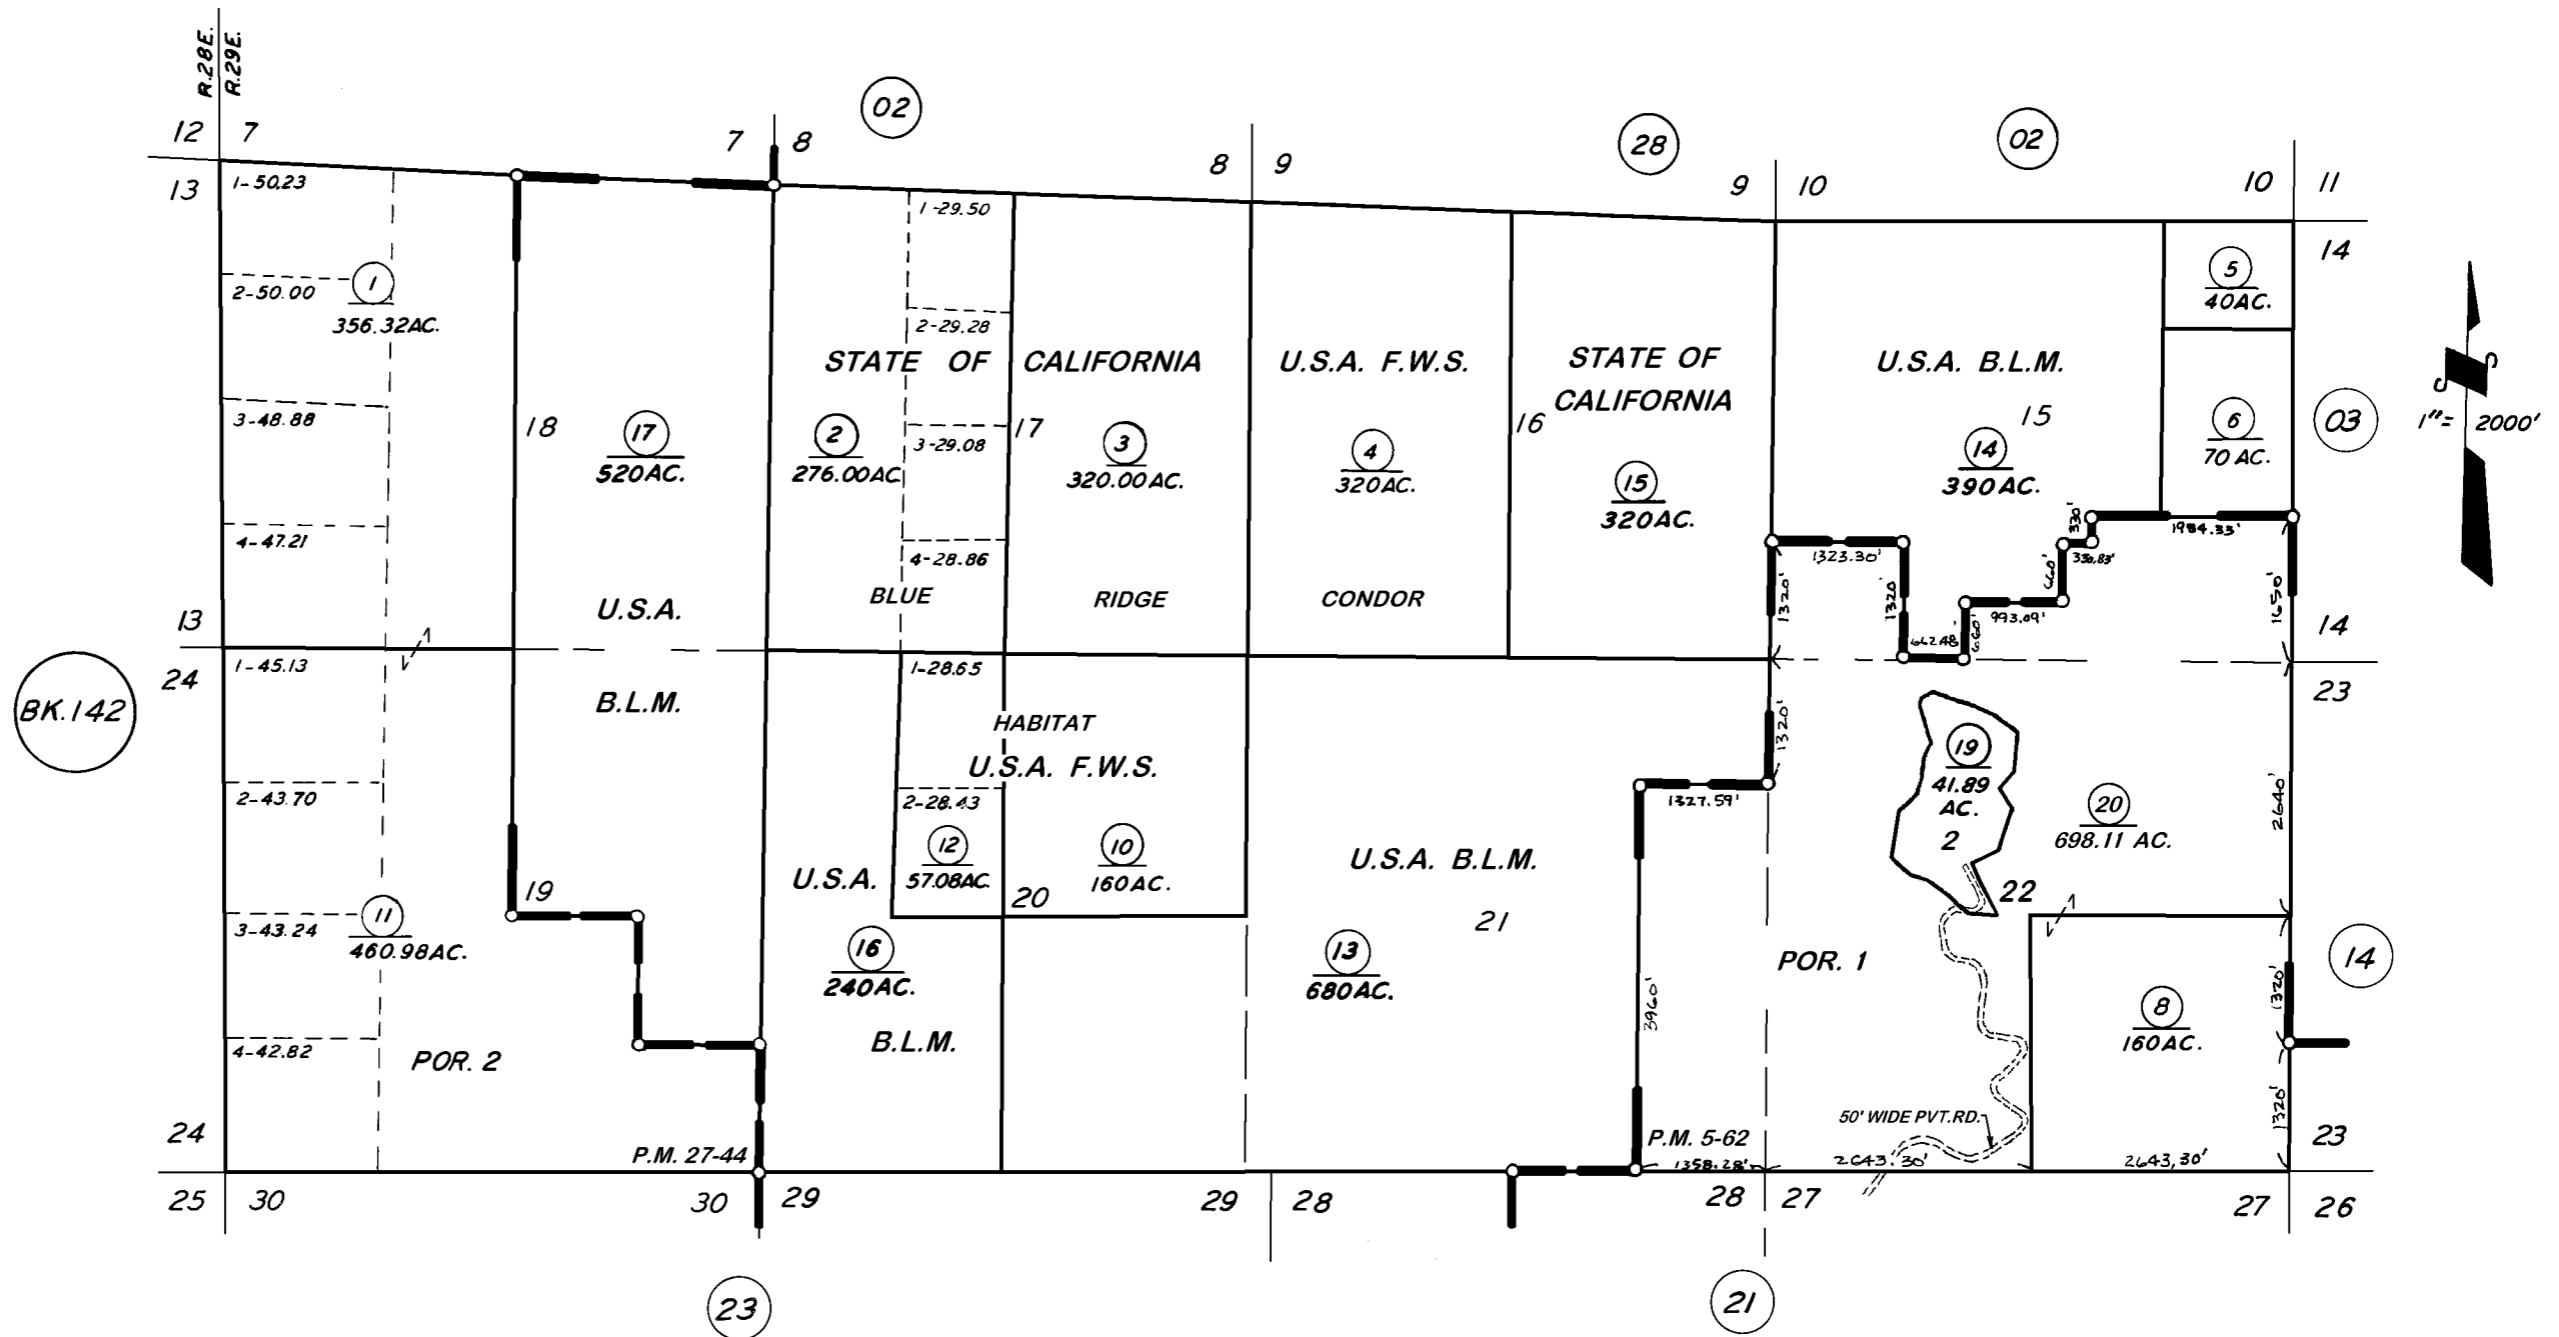 R.28E.
R.29E.
02
28
02
12 7
7 8
8 9
9 10
10 11
13
1-50.23
1-29.50
14
5
40AC.
2-50.00
1
356.32AC.
2-29.28
STATE OF CALIFORNIA
U.S.A. F.W.S.
STATE OF
CALIFORNIA
U.S.A. B.L.M.
15
3-48.88
18
17
520AC.
2
276.00AC
3-29.08
17
3
320.00AC.
4
320AC.
16
15
320AC.
14
390AC.
6
70 AC.
03
1"= 2000'
4-47.21
4-28.86
1323.30'
1320'
1320'
662.48'
660'
993.09'
660'
330.83'
330'
1984.33'
1650'
13
U.S.A.
BLUE
RIDGE
CONDOR
14
24
1-45.13
B.L.M.
1-28.65
HABITAT
U.S.A. F.W.S.
1320'
23
BK.142
2-43.70
2-28.43
12
57.08AC.
10
160AC.
1327.59'
19
41.89
AC.
2
20
698.11 AC.
2640'
U.S.A.
U.S.A. B.L.M.
19
20
21
22
3-43.24
11
460.98AC.
16
240AC.
13
680AC.
POR. 1
14
1320'
3960'
8
160AC.
4-42.82
POR. 2
B.L.M.
50' WIDE PVT.RD.
1320'
24
P.M. 27-44
P.M. 5-62
1358.28'
2643.30'
2643.30'
23
25 30
30 29
29 28
28 27
27 26
23
21